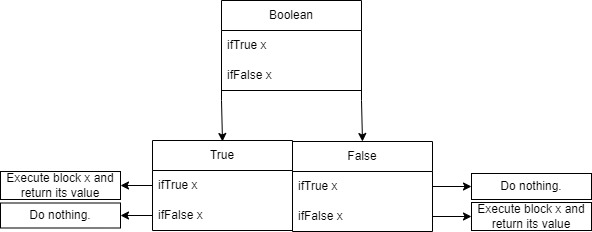 Boolean
ifTrue x
ifFalse x
True
False
Execute block x and
return its value
ifTrue x
ifTrue x
Do nothing.
Do nothing.
ifFalse x
ifFalse x
Execute block x and
return its value